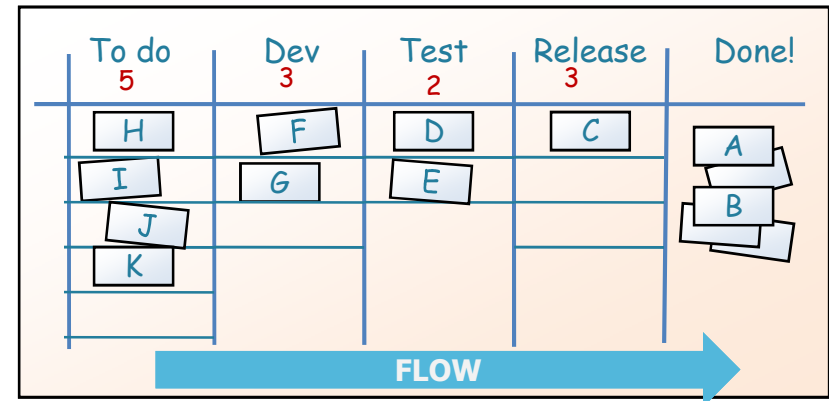 To do Dev Test Release Done!
5 3 2 3
H F D C A
I G E
J B
K
FLOW